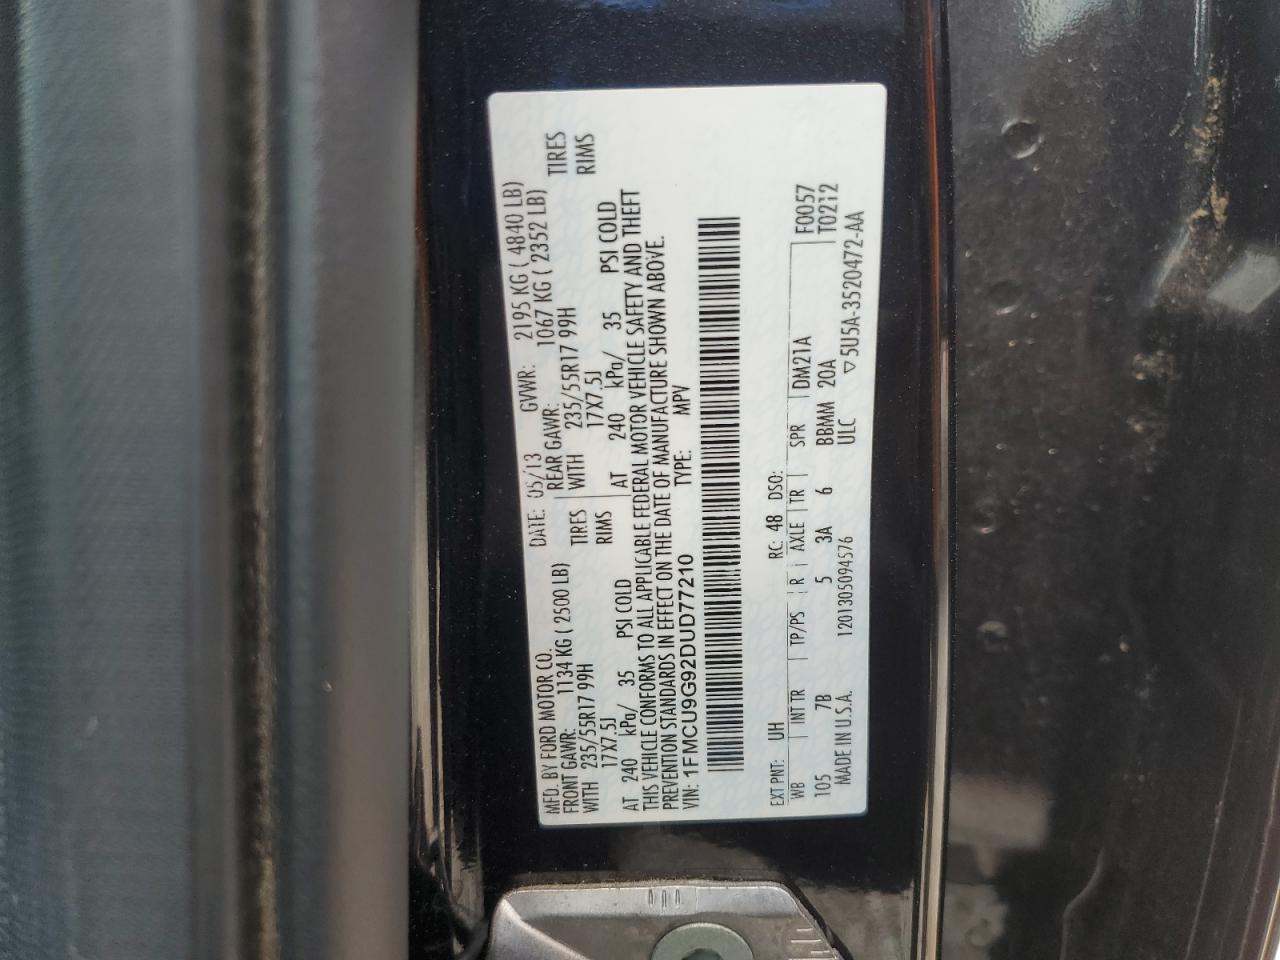 MFD. BY FORD MOTOR CO. DATE: 05/13 GVWR: 2195 KG ( 4840 LB)
FRONT GAWR: 1134 KG ( 2500 LB) REAR GAWR: 1067 KG ( 2352 LB)
WITH 235/55R17 99H TIRES WITH 235/55R17 99H TIRES
17X7.5J RIMS 17X7.5J RIMS
AT 240 kPa/ 35 PSI COLD AT 240 kPa/ 35 PSI COLD
THIS VEHICLE CONFORMS TO ALL APPLICABLE FEDERAL MOTOR VEHICLE SAFETY AND THEFT
PREVENTION STANDARDS IN EFFECT ON THE DATE OF MANUFACTURE SHOWN ABOVE.
VIN: 1FMCU9G92DUD77210 TYPE: MPV
EXT PNT: UH RC: 48 DSO: F0057
WB INT TR TP/PS R AXLE TR SPR DM21A T0212
105 7B 5 3A 6 BBMM 20A
MADE IN U.S.A. 1201305094576 ULC ▽5U5A-3520472-AA